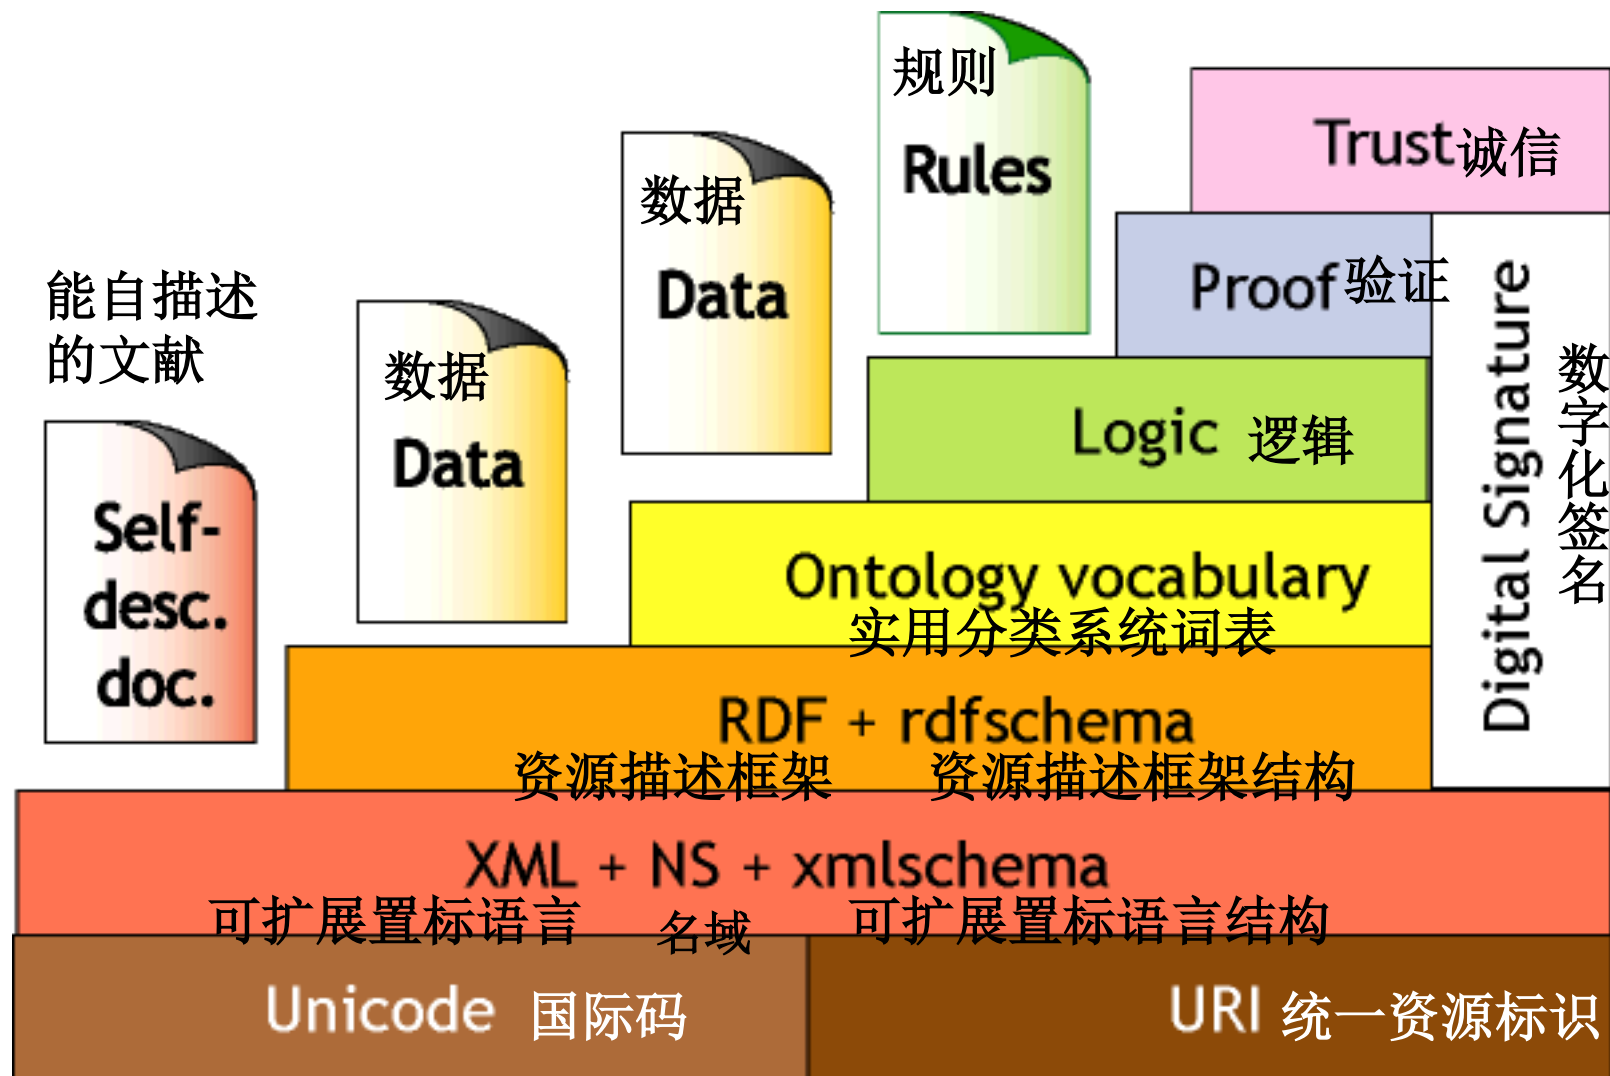 规则
Rules
Trust诚信
数据
Data
Proof验证
能自描述
的文献
数据
Data
Digital Signature
数字化签名
Logic 逻辑
Self-
desc.
doc.
Ontology vocabulary
实用分类系统词表
RDF + rdfschema
资源描述框架 资源描述框架结构
XML + NS + xmlschema
可扩展置标语言 名域 可扩展置标语言结构
Unicode 国际码
URI 统一资源标识